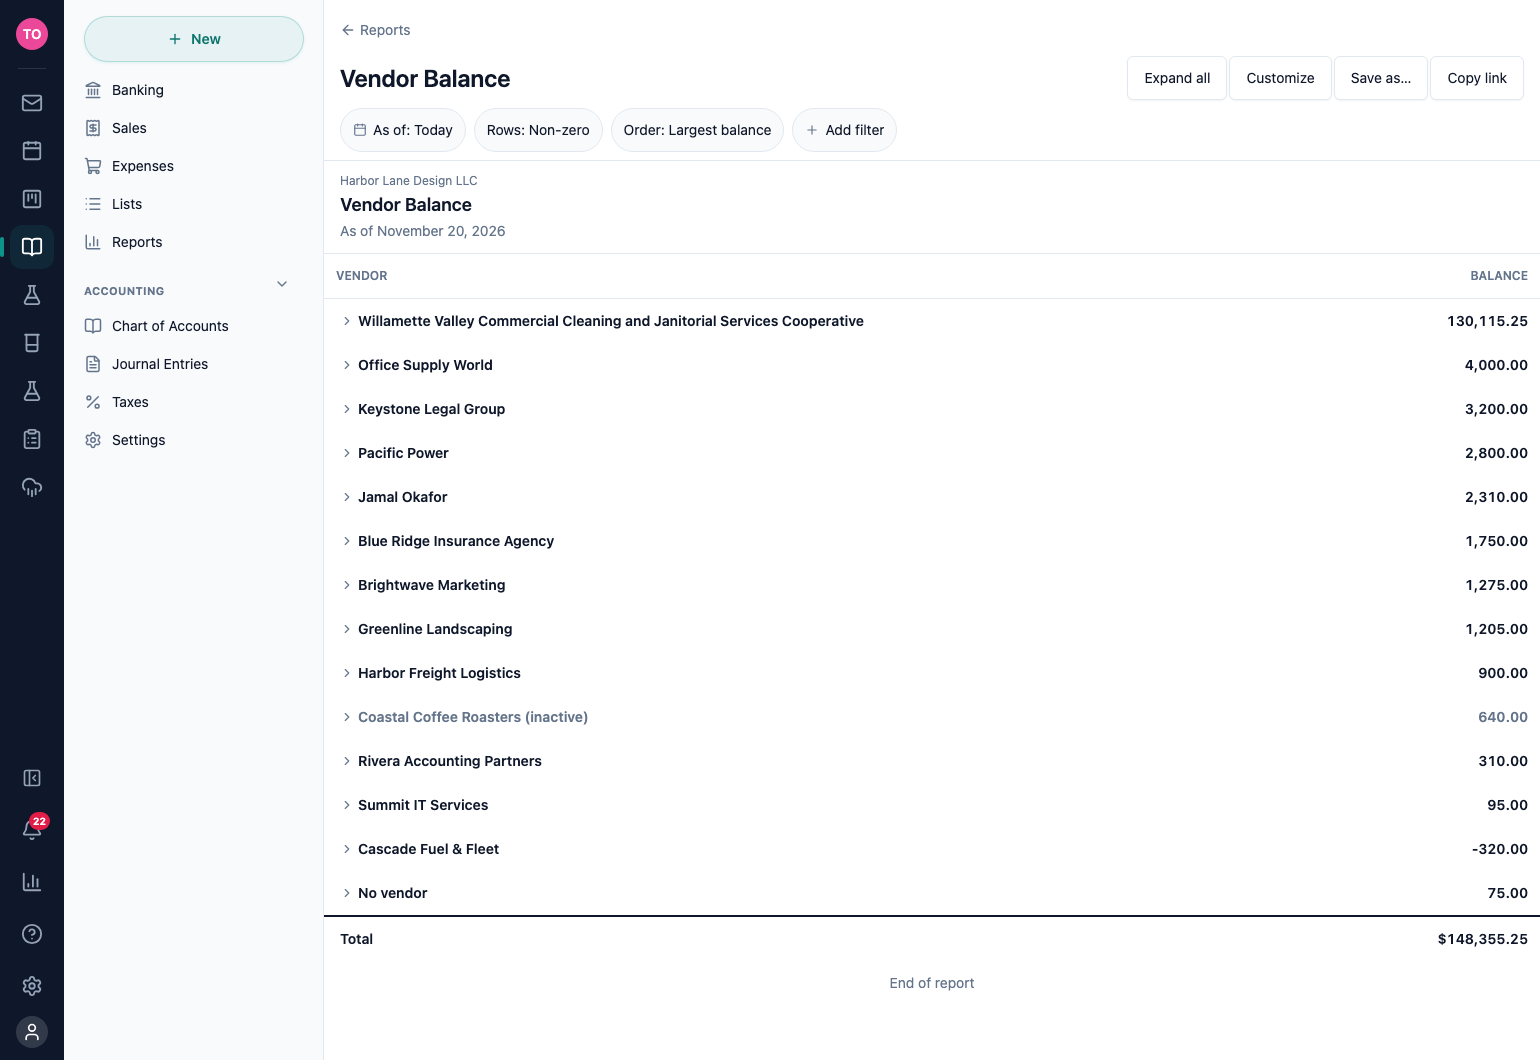 TO
New
Banking
Sales
Expenses
Lists
Reports
ACCOUNTING
Chart of Accounts
Journal Entries
Taxes
Settings
22
Reports
Vendor Balance
Expand all
Customize
Save as...
Copy link
As of: Today
Rows: Non-zero
Order: Largest balance
Add filter
Harbor Lane Design LLC
Vendor Balance
As of November 20, 2026
VENDOR BALANCE
Willamette Valley Commercial Cleaning and Janitorial Services Cooperative 130,115.25
Office Supply World 4,000.00
Keystone Legal Group 3,200.00
Pacific Power 2,800.00
Jamal Okafor 2,310.00
Blue Ridge Insurance Agency 1,750.00
Brightwave Marketing 1,275.00
Greenline Landscaping 1,205.00
Harbor Freight Logistics 900.00
Coastal Coffee Roasters (inactive) 640.00
Rivera Accounting Partners 310.00
Summit IT Services 95.00
Cascade Fuel & Fleet -320.00
No vendor 75.00
Total $148,355.25
End of report